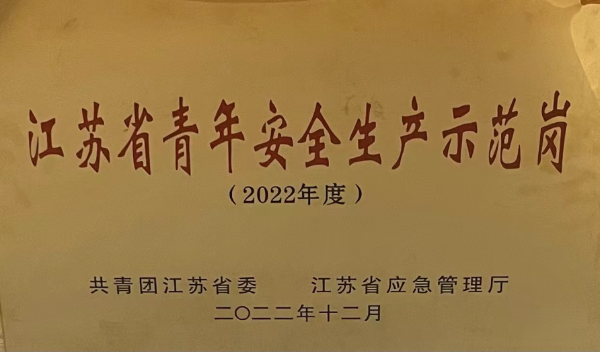 江苏省青年安全生产示范岗
（2022年度）
共青团江苏省委 江苏省应急管理厅
二〇二二年十二月